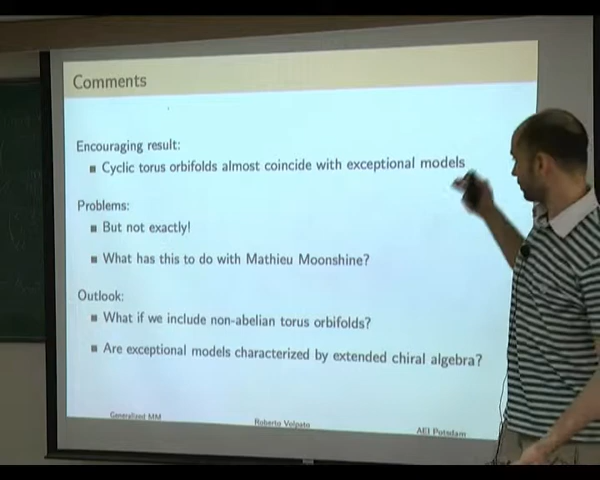 Comments
Encouraging result:
Cyclic torus orbifolds almost coincide with exceptional models
Problems:
But not exactly!
What has this to do with Mathieu Moonshine?
Outlook:
What if we include non-abelian torus orbifolds?
Are exceptional models characterized by extended chiral algebra?
Generalized MM
Roberto Volpato
AEI Potsdam